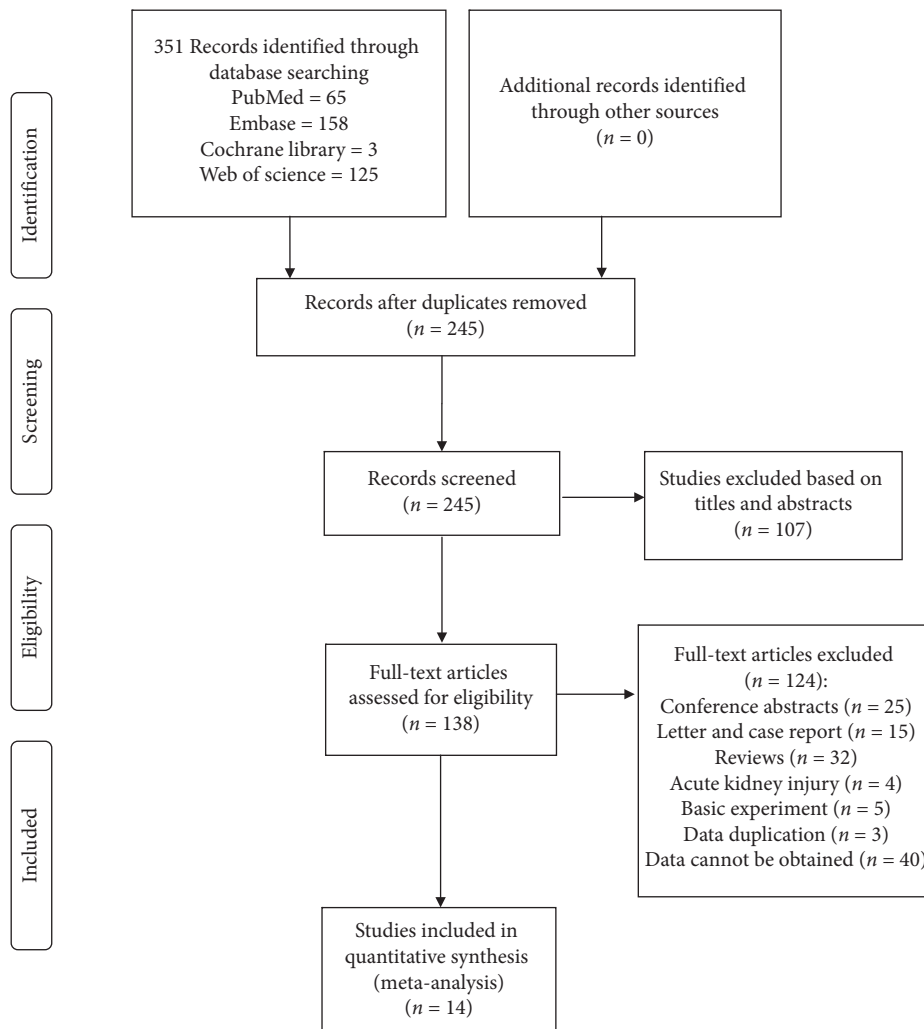 351 Records identified through
database searching
PubMed = 65
Embase = 158
Cochrane library = 3
Web of science = 125
Additional records identified
through other sources
(n = 0)
Identification
Records after duplicates removed
(n = 245)
Screening
Records screened
(n = 245)
Studies excluded based on
titles and abstracts
(n = 107)
Eligibility
Full-text articles
assessed for eligibility
(n = 138)
Full-text articles excluded
(n = 124):
Conference abstracts (n = 25)
Letter and case report (n = 15)
Reviews (n = 32)
Acute kidney injury (n = 4)
Basic experiment (n = 5)
Data duplication (n = 3)
Data cannot be obtained (n = 40)
Included
Studies included in
quantitative synthesis
(meta-analysis)
(n = 14)